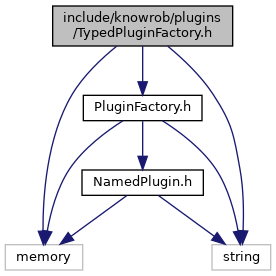 include/knowrob/plugins
/TypedPluginFactory.h
PluginFactory.h
NamedPlugin.h
memory
string